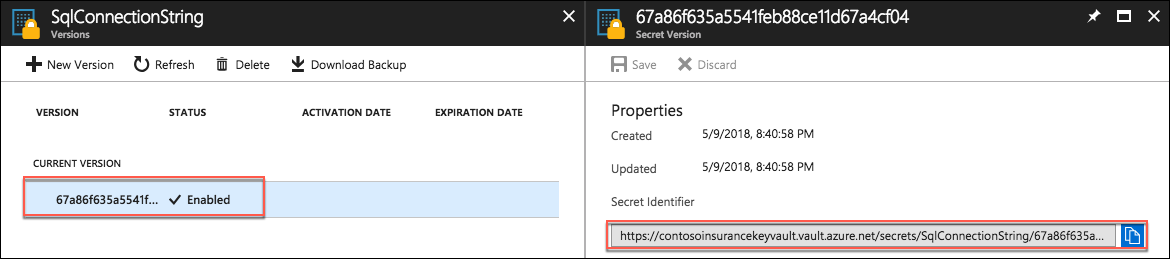 SqlConnectionString
Versions
New Version Refresh Delete Download Backup
VERSION STATUS ACTIVATION DATE EXPIRATION DATE
CURRENT VERSION
67a86f635a5541f... Enabled
67a86f635a5541feb88ce11d67a4cf04
Secret Version
Save Discard
Properties
Created 5/9/2018, 8:40:58 PM
Updated 5/9/2018, 8:40:58 PM
Secret Identifier
https://contosoinsurancekeyvault.vault.azure.net/secrets/SqlConnectionString/67a86f635a...